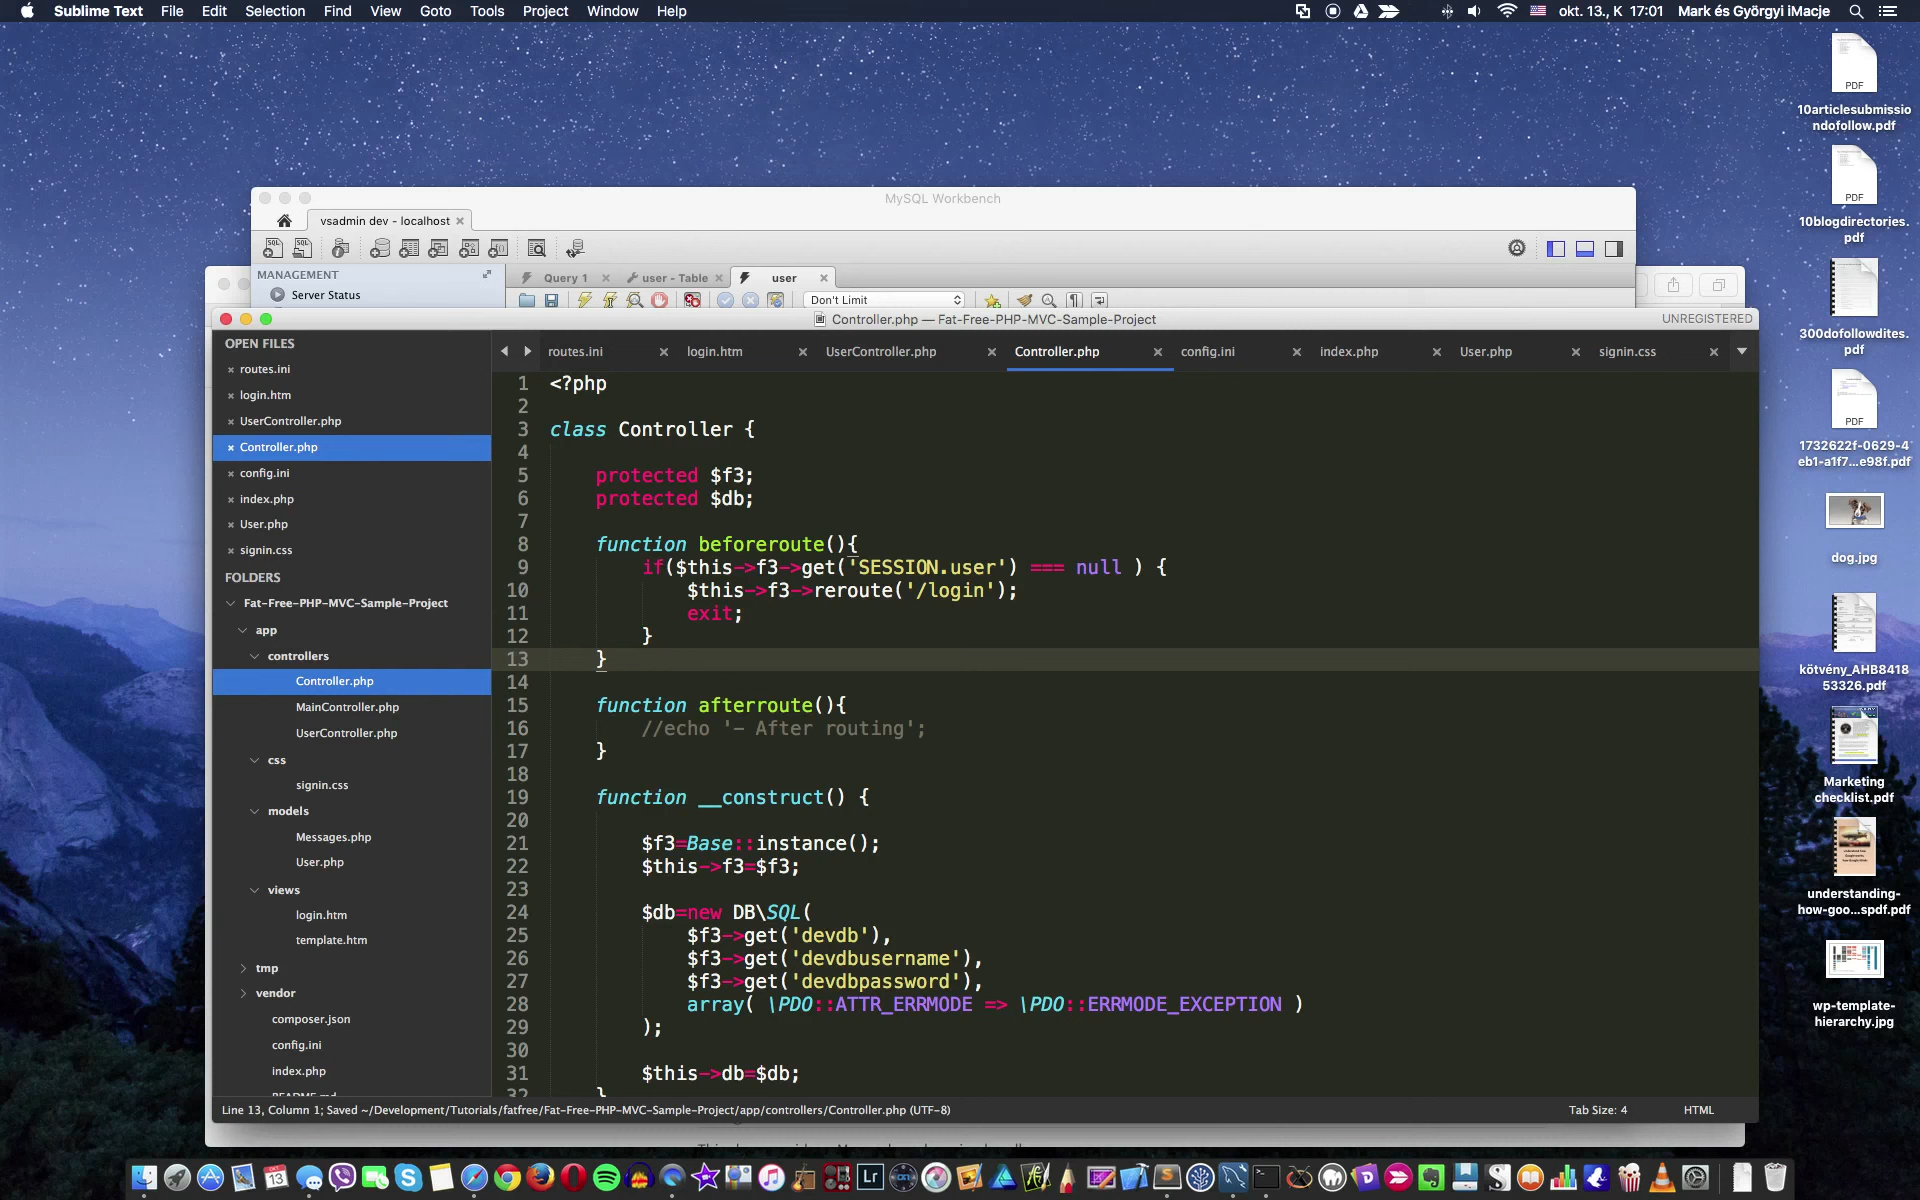 Sublime Text File Edit Selection Find View Goto Tools Project Window Help
okt. 13., K 17:01 Mark és Györgyi iMacje
PDF
10articlesubmissio
ndofollow.pdf
PDF
10blogdirectories.
pdf
300dofollowdites.
pdf
PDF
1732622f-0629-4
eb1-a1f7...e98f.pdf
dog.jpg
kötvény_AHB8418
53326.pdf
Marketing
checklist.pdf
understanding-
how-goo...spdf.pdf
wp-template-
hierarchy.jpg
MySQL Workbench
vsadmin dev - localhost
MANAGEMENT
Server Status
Query 1
user - Table
user
Don't Limit
Controller.php — Fat-Free-PHP-MVC-Sample-Project
UNREGISTERED
OPEN FILES
routes.ini
login.htm
UserController.php
Controller.php
config.ini
index.php
User.php
signin.css
FOLDERS
Fat-Free-PHP-MVC-Sample-Project
app
controllers
Controller.php
MainController.php
UserController.php
css
signin.css
models
Messages.php
User.php
views
login.htm
template.htm
tmp
vendor
composer.json
config.ini
index.php
README.md
routes.ini login.htm UserController.php Controller.php config.ini index.php User.php signin.css
1 <?php
2
3 class Controller {
4
5 protected $f3;
6 protected $db;
7
8 function beforeroute(){
9 if($this->f3->get('SESSION.user') === null ) {
10 $this->f3->reroute('/login');
11 exit;
12 }
13 }
14
15 function afterroute(){
16 //echo '- After routing';
17 }
18
19 function __construct() {
20
21 $f3=Base::instance();
22 $this->f3=$f3;
23
24 $db=new DB\SQL(
25 $f3->get('devdb'),
26 $f3->get('devdbusername'),
27 $f3->get('devdbpassword'),
28 array( \PDO::ATTR_ERRMODE => \PDO::ERRMODE_EXCEPTION )
29 );
30
31 $this->db=$db;
32 }
Line 13, Column 1; Saved ~/Development/Tutorials/fatfree/Fat-Free-PHP-MVC-Sample-Project/app/controllers/Controller.php (UTF-8)
Tab Size: 4
HTML